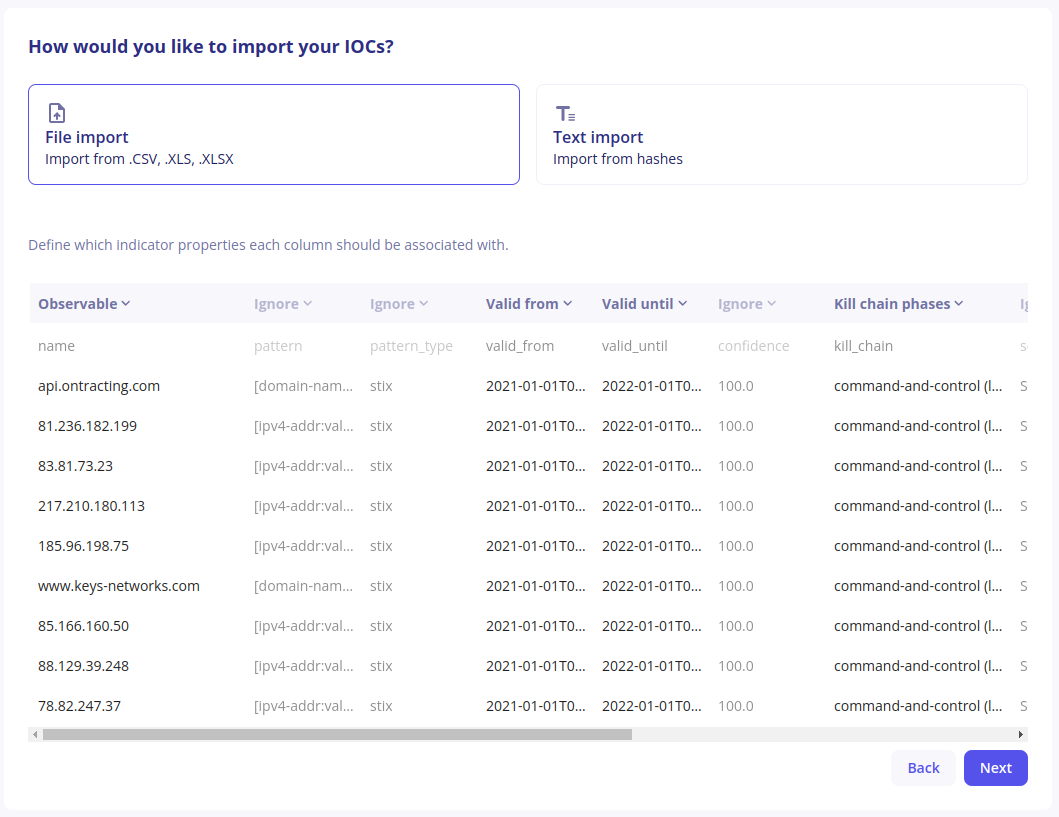 How would you like to import your IOCs?
File import
Import from .CSV, .XLS, .XLSX
Text import
Import from hashes
Define which indicator properties each column should be associated with.
Observable Ignore Ignore Valid from Valid until Ignore Kill chain phases
name pattern pattern_type valid_from valid_until confidence kill_chain
api.ontracting.com [domain-nam... stix 2021-01-01T0... 2022-01-01T0... 100.0 command-and-control (l... S
81.236.182.199 [ipv4-addr:val... stix 2021-01-01T0... 2022-01-01T0... 100.0 command-and-control (l... S
83.81.73.23 [ipv4-addr:val... stix 2021-01-01T0... 2022-01-01T0... 100.0 command-and-control (l... S
217.210.180.113 [ipv4-addr:val... stix 2021-01-01T0... 2022-01-01T0... 100.0 command-and-control (l... S
185.96.198.75 [ipv4-addr:val... stix 2021-01-01T0... 2022-01-01T0... 100.0 command-and-control (l... S
www.keys-networks.com [domain-nam... stix 2021-01-01T0... 2022-01-01T0... 100.0 command-and-control (l... S
85.166.160.50 [ipv4-addr:val... stix 2021-01-01T0... 2022-01-01T0... 100.0 command-and-control (l... S
88.129.39.248 [ipv4-addr:val... stix 2021-01-01T0... 2022-01-01T0... 100.0 command-and-control (l... S
78.82.247.37 [ipv4-addr:val... stix 2021-01-01T0... 2022-01-01T0... 100.0 command-and-control (l... S
Back Next